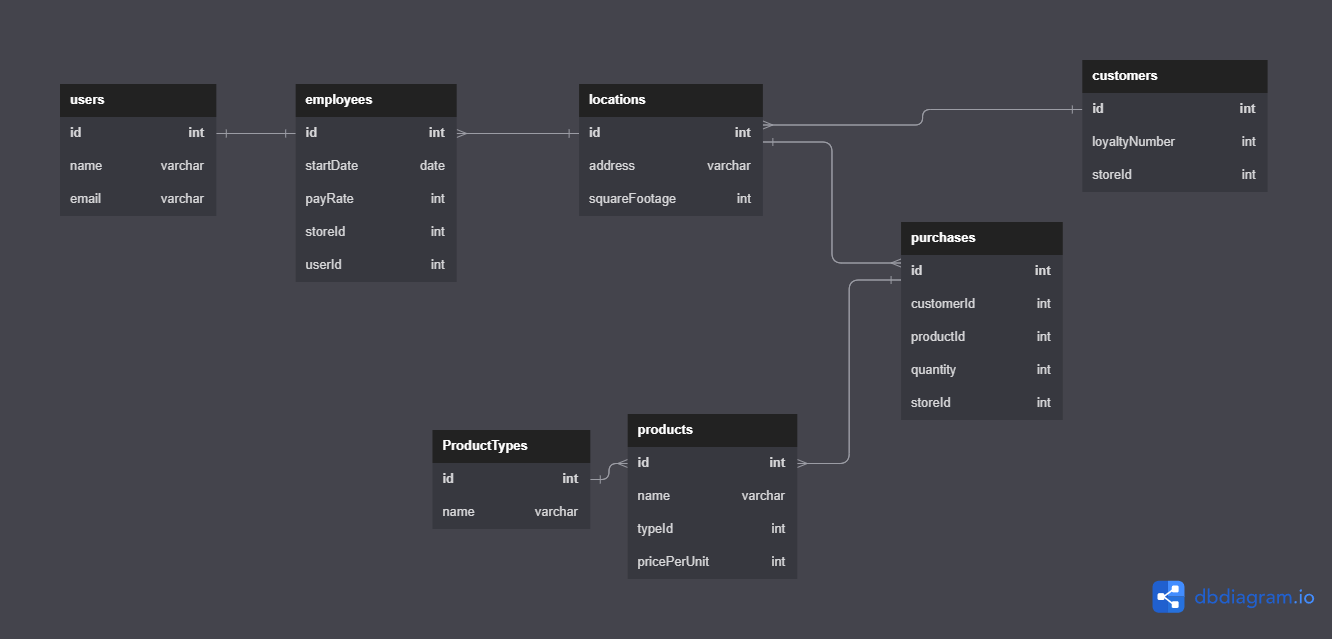 users
id int
name varchar
email varchar
employees
id int
startDate date
payRate int
storeId int
userId int
locations
id int
address varchar
squareFootage int
customers
id int
loyaltyNumber int
storeId int
purchases
id int
customerId int
productId int
quantity int
storeId int
ProductTypes
id int
name varchar
products
id int
name varchar
typeId int
pricePerUnit int
dbdiagram.io